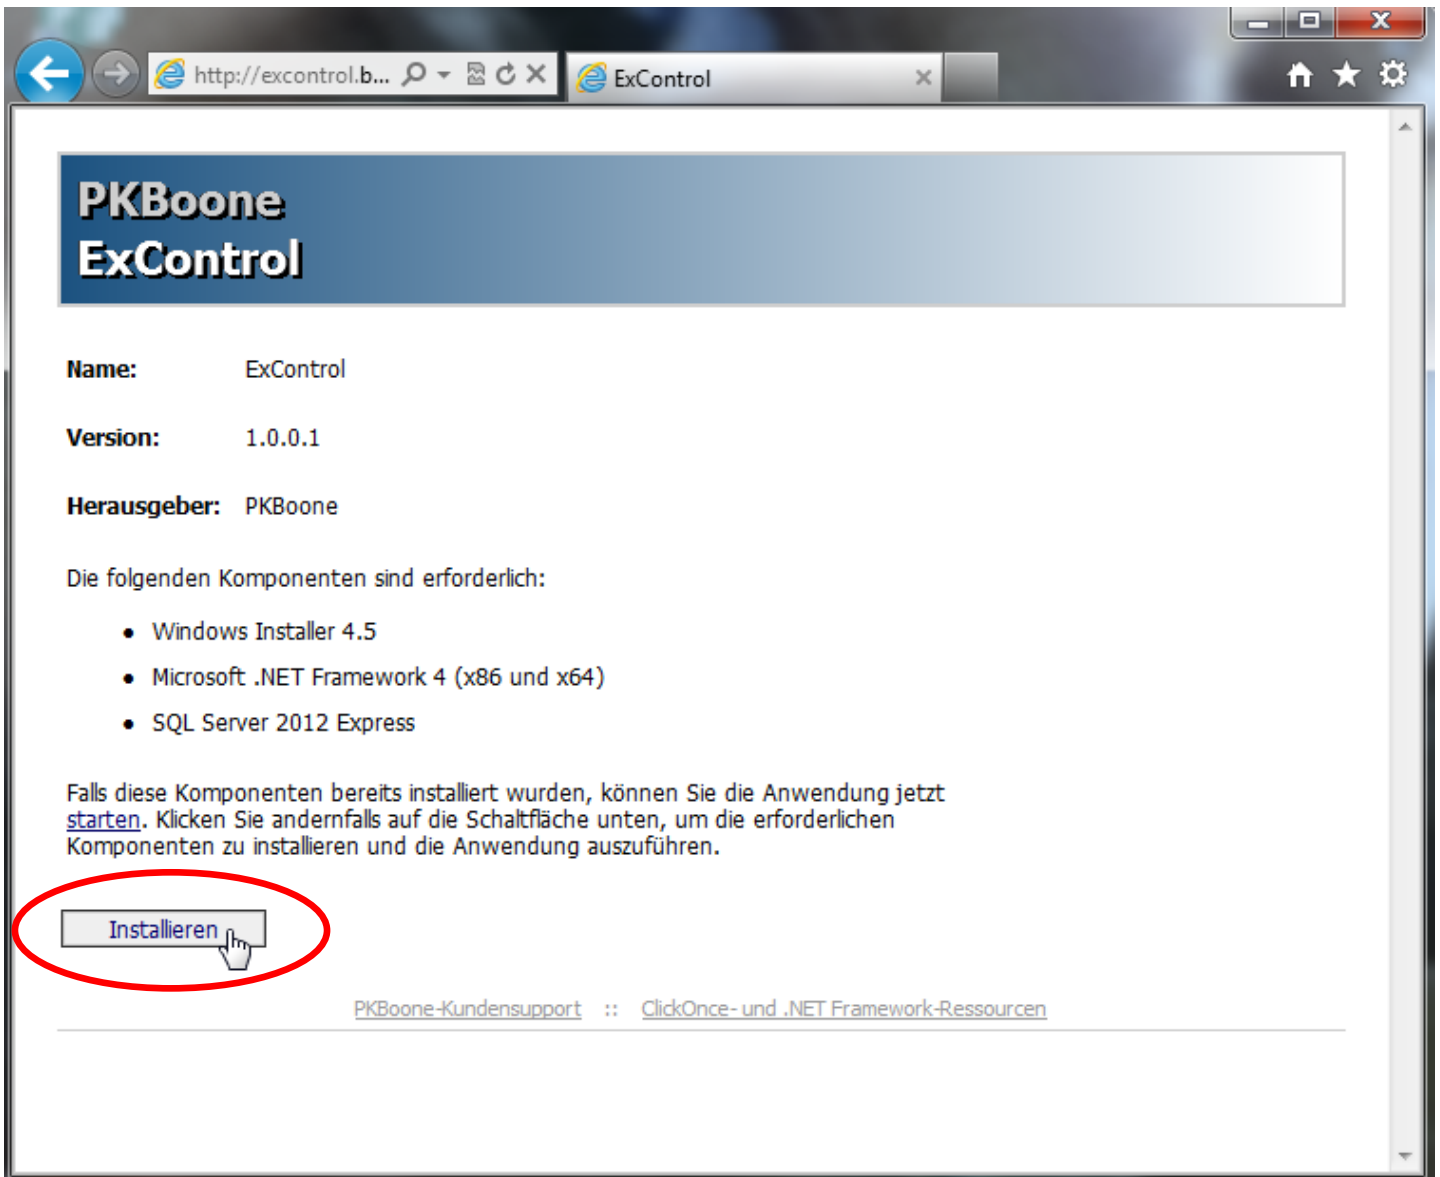 http://excontrol.b...
ExControl
PKBoone
ExControl
Name: ExControl
Version: 1.0.0.1
Herausgeber: PKBoone
Die folgenden Komponenten sind erforderlich:
• Windows Installer 4.5
• Microsoft .NET Framework 4 (x86 und x64)
• SQL Server 2012 Express
Falls diese Komponenten bereits installiert wurden, können Sie die Anwendung jetzt
starten. Klicken Sie andernfalls auf die Schaltfläche unten, um die erforderlichen
Komponenten zu installieren und die Anwendung auszuführen.
Installieren
PKBoone-Kundensupport :: ClickOnce- und .NET Framework-Ressourcen